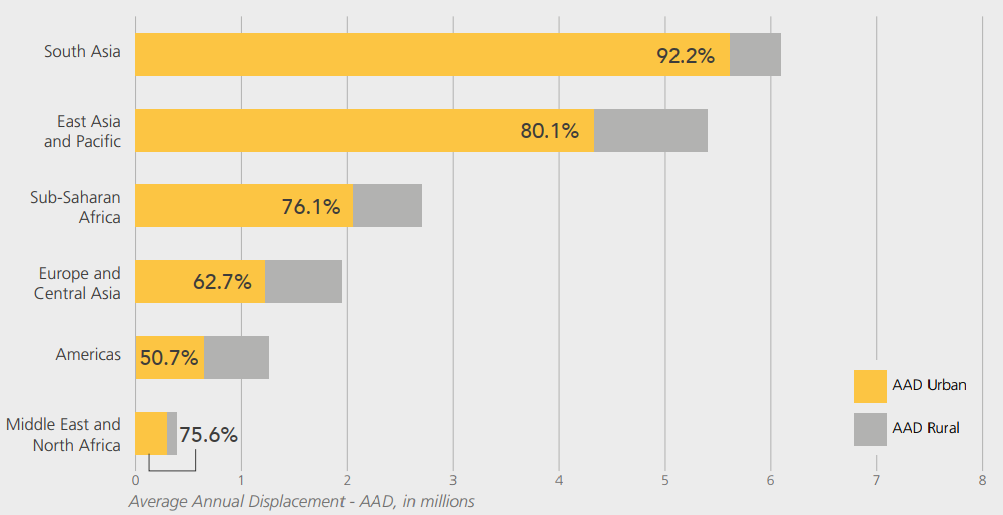 South Asia
92.2%
East Asia
and Pacific
80.1%
Sub-Saharan
Africa
76.1%
Europe and
Central Asia
62.7%
Americas
50.7%
AAD Urban
Middle East and
North Africa
75.6%
AAD Rural
0 1 2 3 4 5 6 7 8
Average Annual Displacement - AAD, in millions